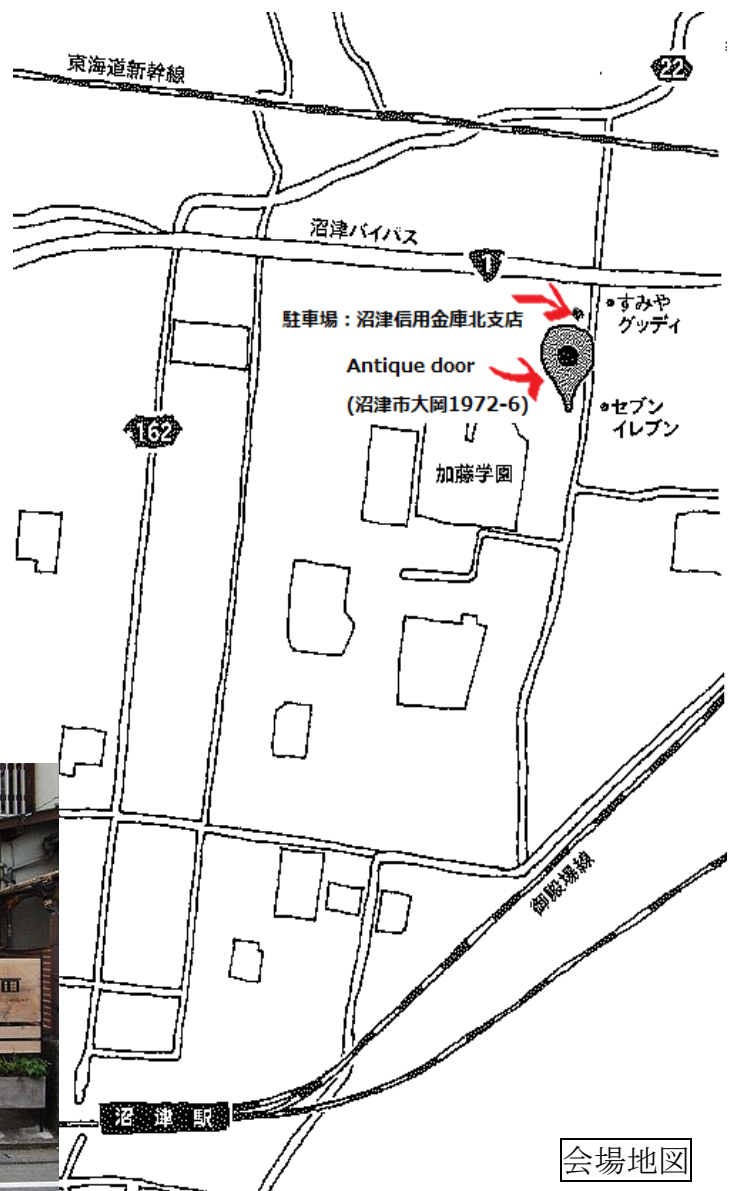 東海道新幹線
22
沼津バイパス
1
駐車場：沼津信用金庫北支店
すみや
グッディ
Antique door
(沼津市大岡1972-6)
セブン
イレブン
162
加藤学園
御殿場線
沼津駅
会場地図